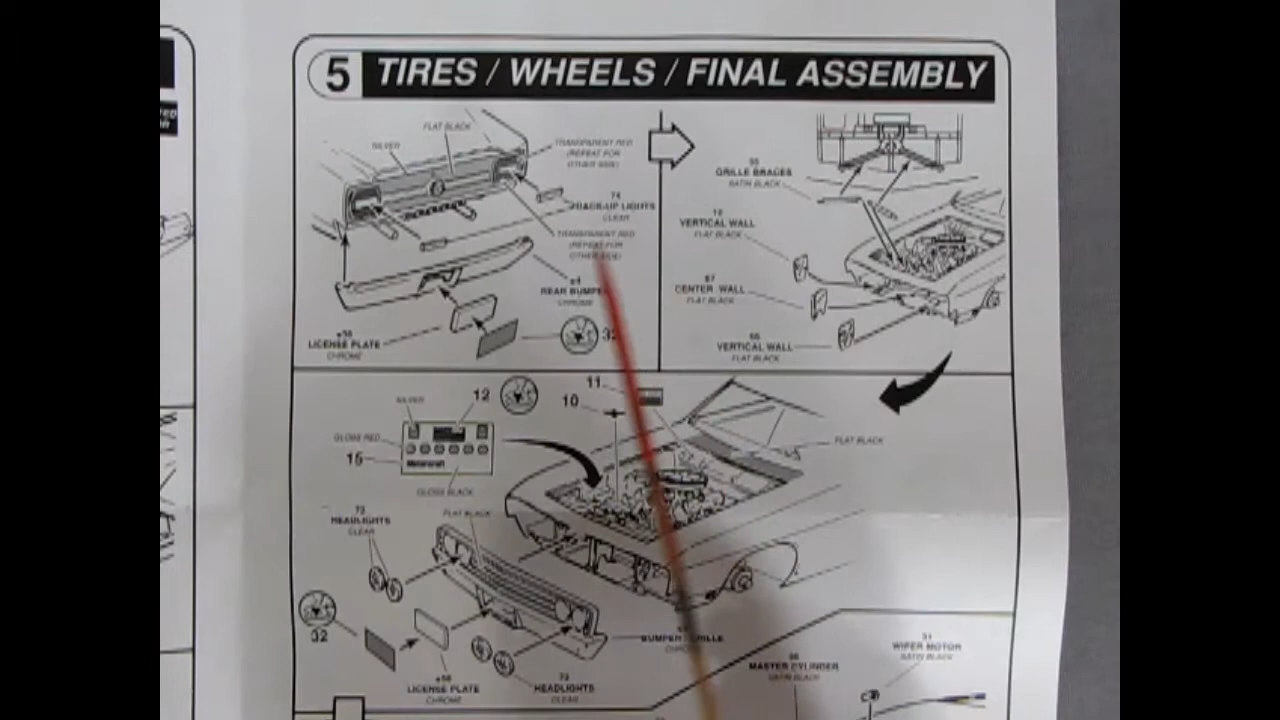 5 TIRES / WHEELS / FINAL ASSEMBLY
FLAT BLACK
SILVER
TRANSPARENT RED
(REPEAT FOR
OTHER SIDE)
74
BACK-UP LIGHTS
CLEAR
TRANSPARENT RED
(REPEAT FOR
OTHER SIDE)
REAR BUMPER
CHROME
LICENSE PLATE
CHROME
GRILLE BRACES
SATIN BLACK
VERTICAL WALL
FLAT BLACK
CENTER WALL
FLAT BLACK
VERTICAL WALL
FLAT BLACK
11
10
12
SILVER
GLOSS RED
15
Motorcraft
GLOSS BLACK
FLAT BLACK
HEADLIGHTS
CLEAR
FLAT BLACK
32
BUMPER / GRILLE
LICENSE PLATE
CHROME
HEADLIGHTS
CLEAR
MASTER CYLINDER
SATIN BLACK
WIPER MOTOR
SATIN BLACK